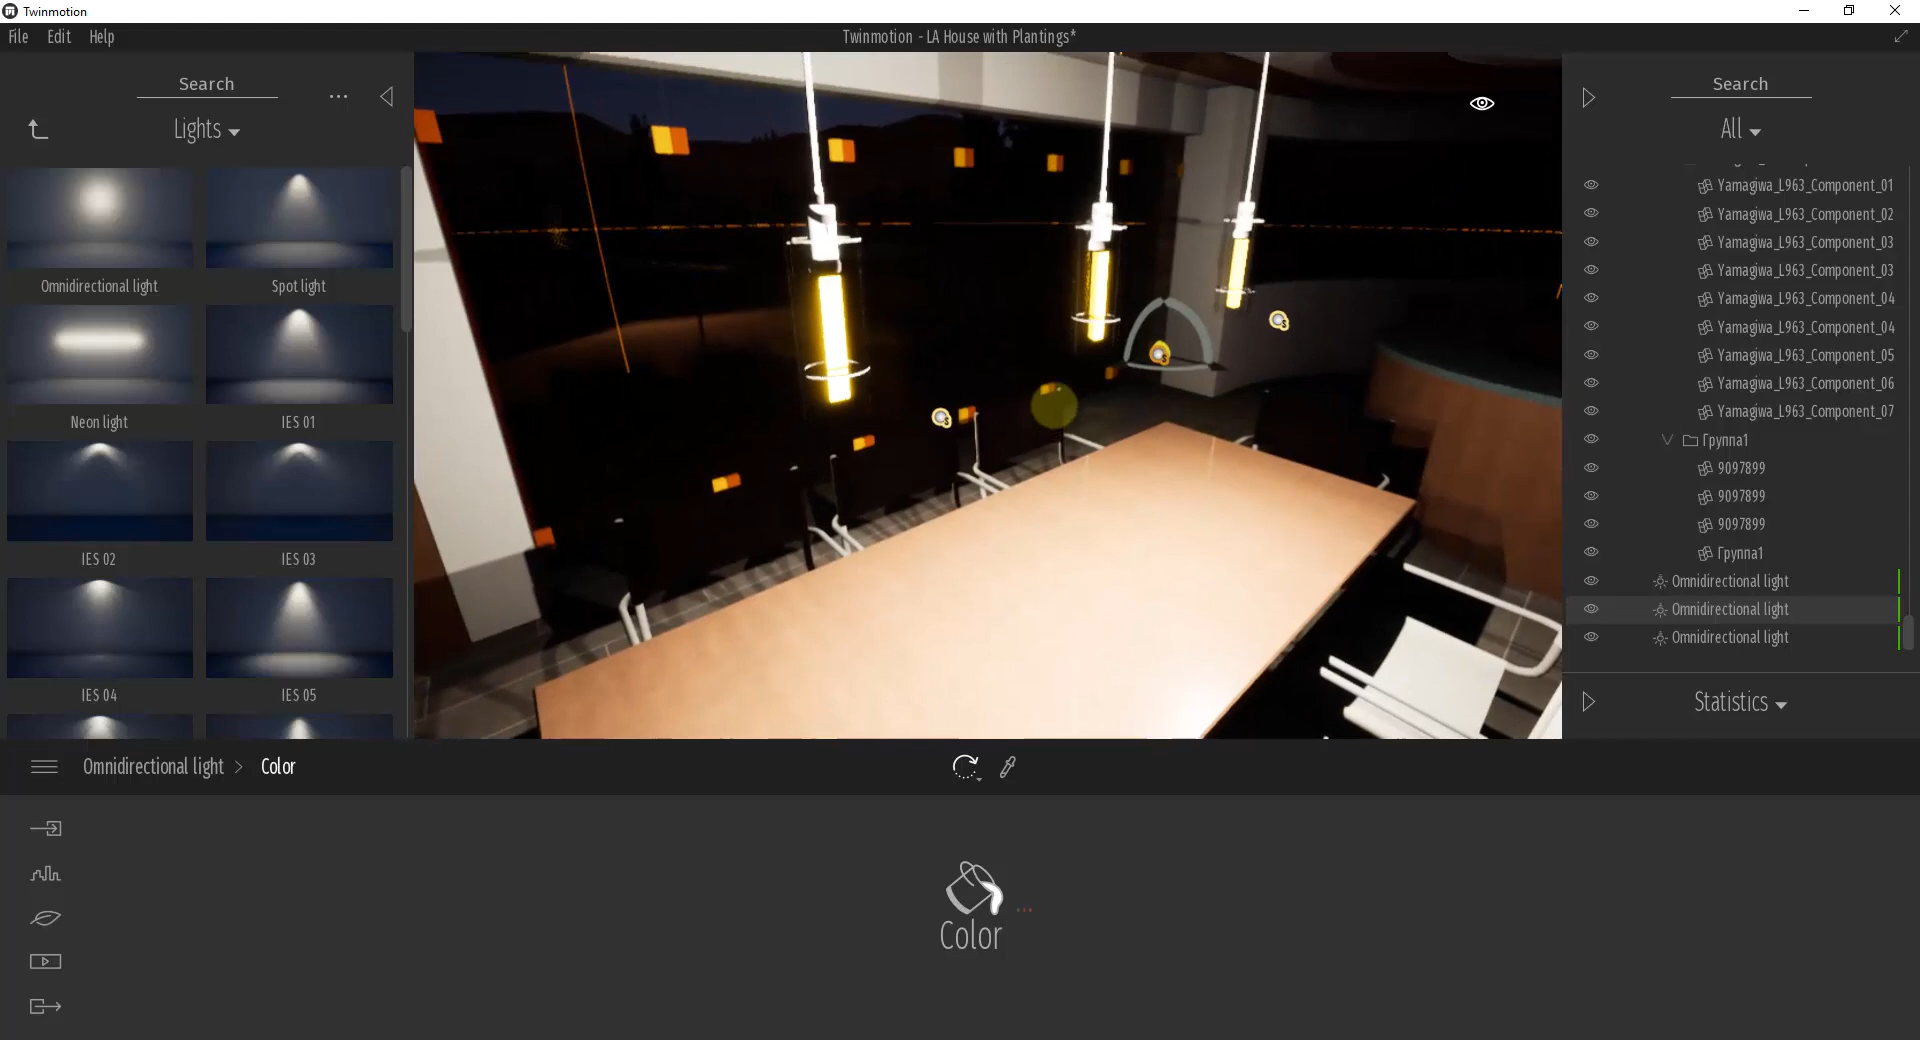 Twinmotion
File Edit Help
Twinmotion - LA House with Plantings*
Search
Lights
Omnidirectional light
Spot light
Neon light
IES 01
IES 02
IES 03
IES 04
IES 05
Search
All
Yamagiwa_L963_Component_01
Yamagiwa_L963_Component_02
Yamagiwa_L963_Component_03
Yamagiwa_L963_Component_03
Yamagiwa_L963_Component_04
Yamagiwa_L963_Component_04
Yamagiwa_L963_Component_05
Yamagiwa_L963_Component_06
Yamagiwa_L963_Component_07
Группа1
9097899
9097899
9097899
Группа1
Omnidirectional light
Omnidirectional light
Omnidirectional light
Statistics
Omnidirectional light > Color
Color